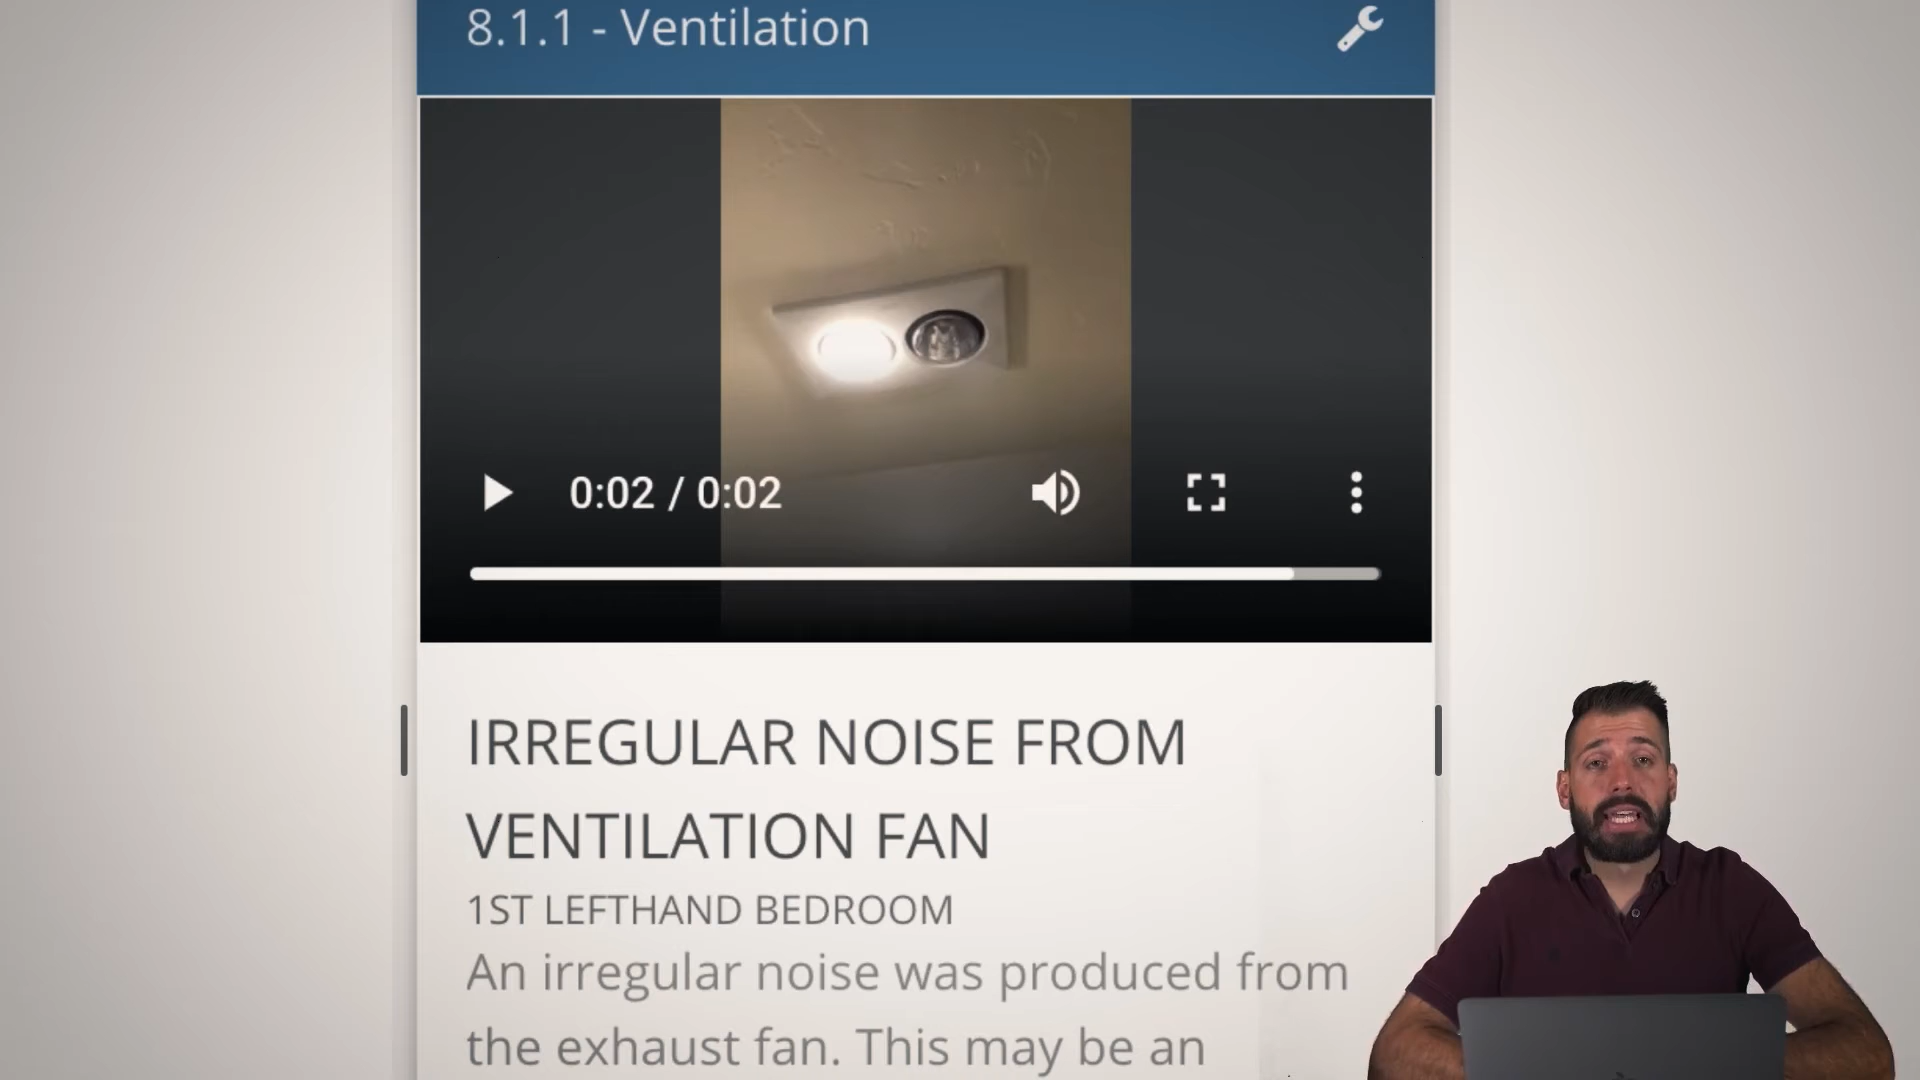 8.1.1 - Ventilation
0:02 / 0:02
IRREGULAR NOISE FROM
VENTILATION FAN
1ST LEFTHAND BEDROOM
An irregular noise was produced from
the exhaust fan. This may be an